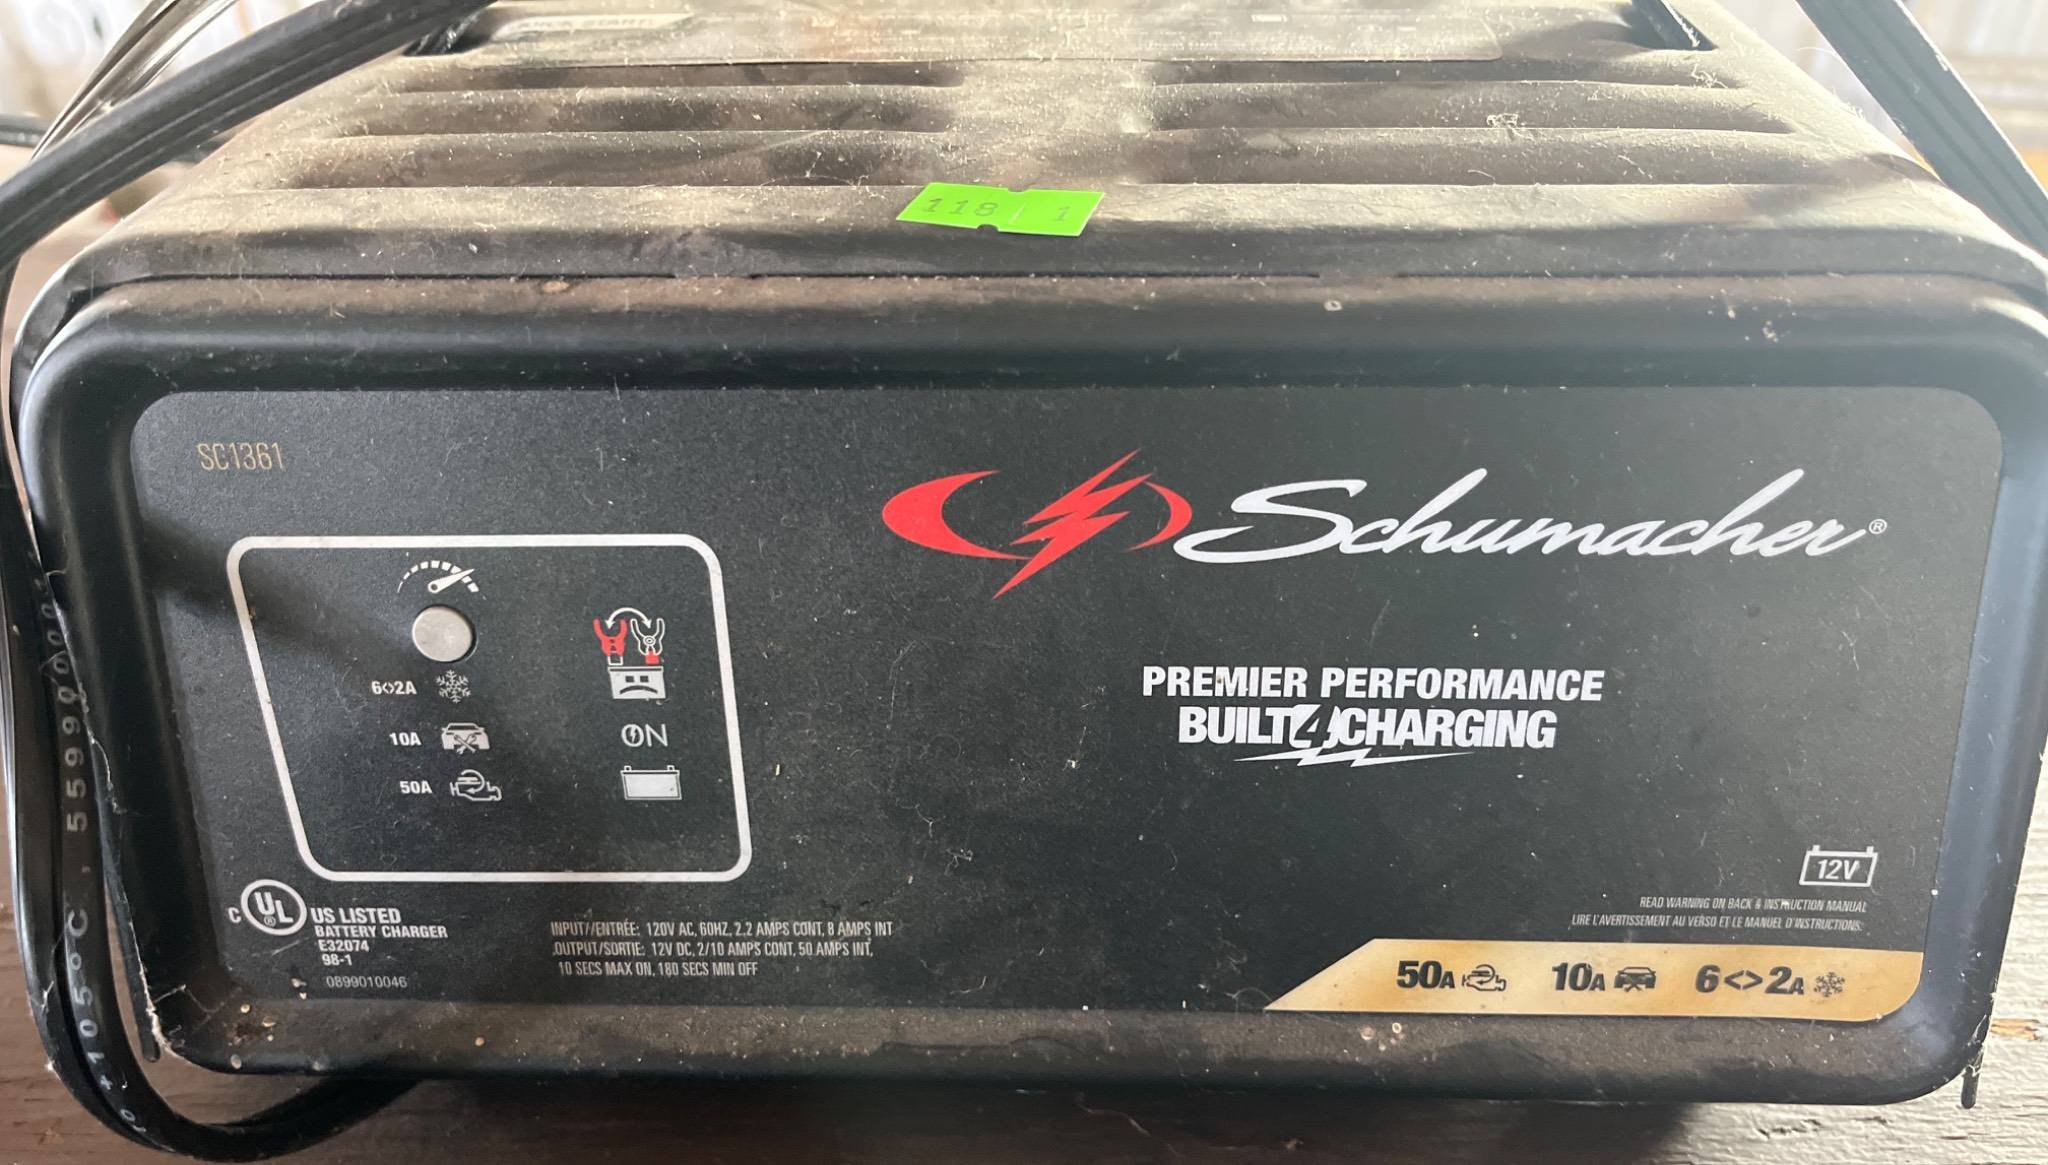 118 1
SC1361
Schumacher®
6<>2A
10A
50A
ON
PREMIER PERFORMANCE
BUILT4CHARGING
12V
READ WARNING ON BACK & INSTRUCTION MANUAL
LIRE L'AVERTISSEMENT AU VERSO ET LE MANUEL D'INSTRUCTIONS.
C UL® US LISTED
BATTERY CHARGER
E32074
98-1
0899010046
INPUT/ENTRÉE: 120V AC, 60HZ, 2.2 AMPS CONT, 8 AMPS INT
OUTPUT/SORTIE: 12V DC, 2/10 AMPS CONT, 50 AMPS INT,
10 SECS MAX ON, 180 SECS MIN OFF
50A 10A 6<>2A
+105°C, 5599